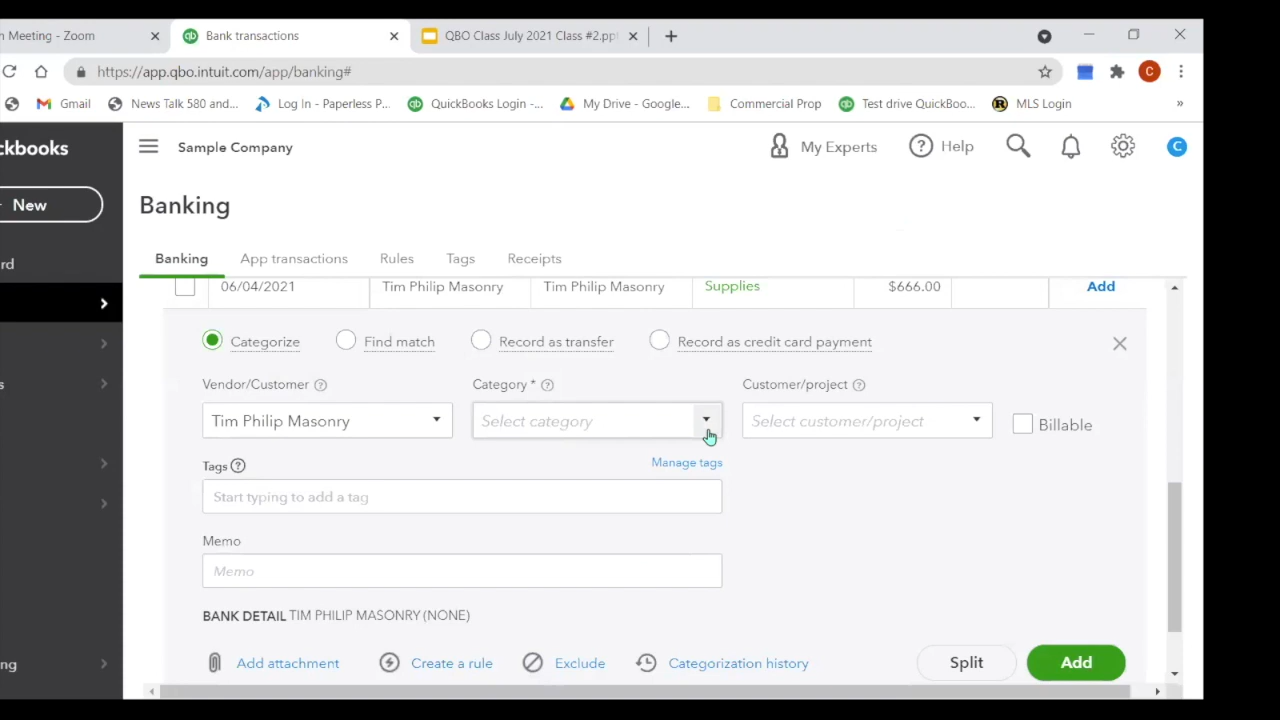 n Meeting - Zoom
Bank transactions
QBO Class July 2021 Class #2.ppt
https://app.qbo.intuit.com/app/banking#
Gmail
News Talk 580 and...
Log In - Paperless P...
QuickBooks Login -...
My Drive - Google...
Commercial Prop
Test drive QuickBoo...
MLS Login
»
ckbooks
Sample Company
My Experts
Help
C
New
Banking
rd
Banking
App transactions
Rules
Tags
Receipts
06/04/2021
Tim Philip Masonry
Tim Philip Masonry
Supplies
$666.00
Add
Categorize
Find match
Record as transfer
Record as credit card payment
Vendor/Customer
Category *
Customer/project
Tim Philip Masonry
Select category
Select customer/project
Billable
s
Tags
Manage tags
Start typing to add a tag
Memo
Memo
BANK DETAIL TIM PHILIP MASONRY (NONE)
ng
Add attachment
Create a rule
Exclude
Categorization history
Split
Add